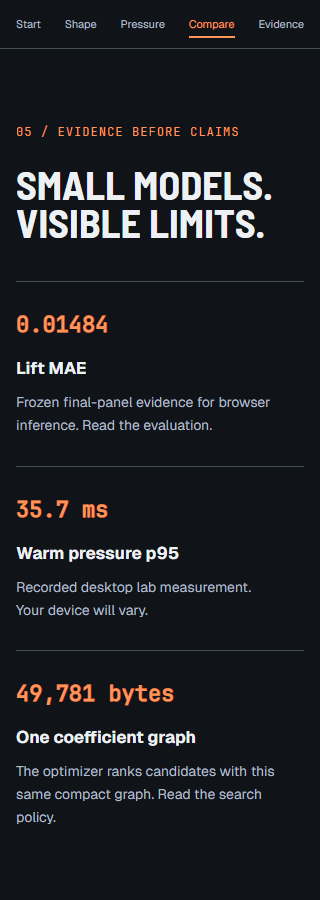 Start Shape Pressure Compare Evidence
05 / EVIDENCE BEFORE CLAIMS
SMALL MODELS.
VISIBLE LIMITS.
0.01484
Lift MAE
Frozen final-panel evidence for browser
inference. Read the evaluation.
35.7 ms
Warm pressure p95
Recorded desktop lab measurement.
Your device will vary.
49,781 bytes
One coefficient graph
The optimizer ranks candidates with this
same compact graph. Read the search
policy.